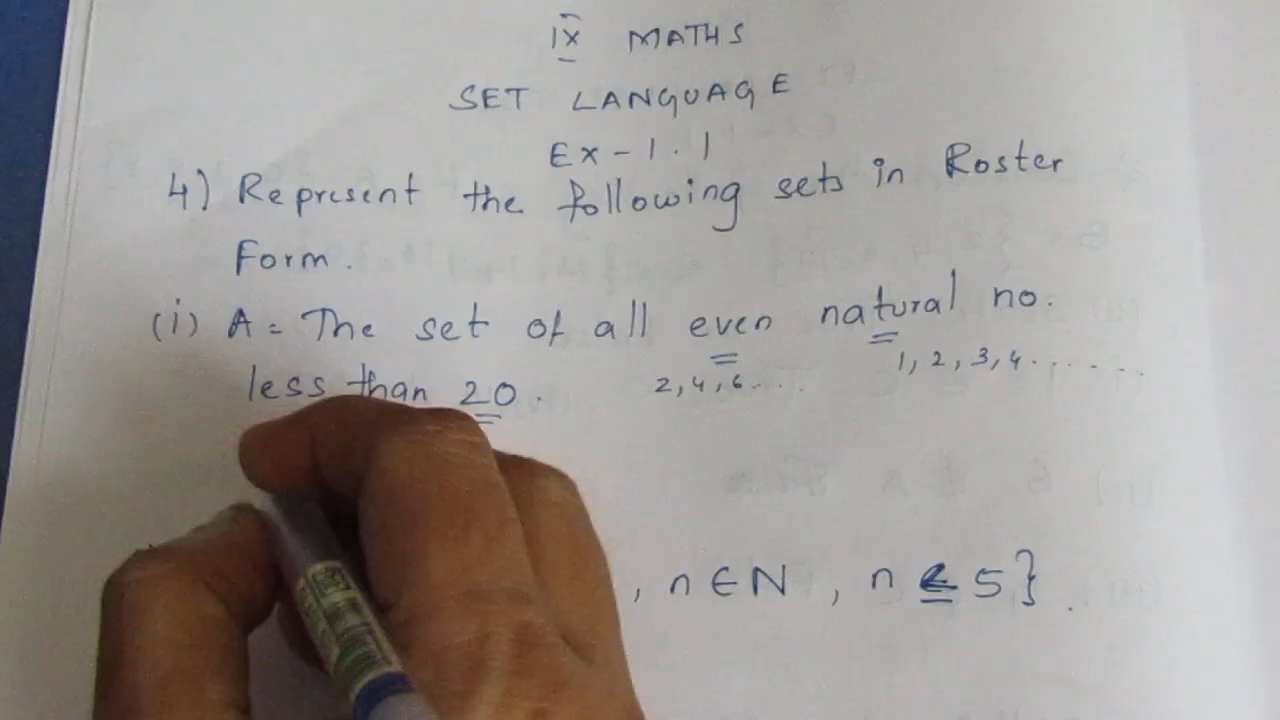 IX MATHS
SET LANGUAGE
Ex - 1.1
4) Represent the following sets in Roster
Form.
(i) A = The set of all even natural no.
1, 2, 3, 4 . . . . . .
less than 20.
2, 4, 6 . . . .
, n ∈ N , n ≤ 5}.